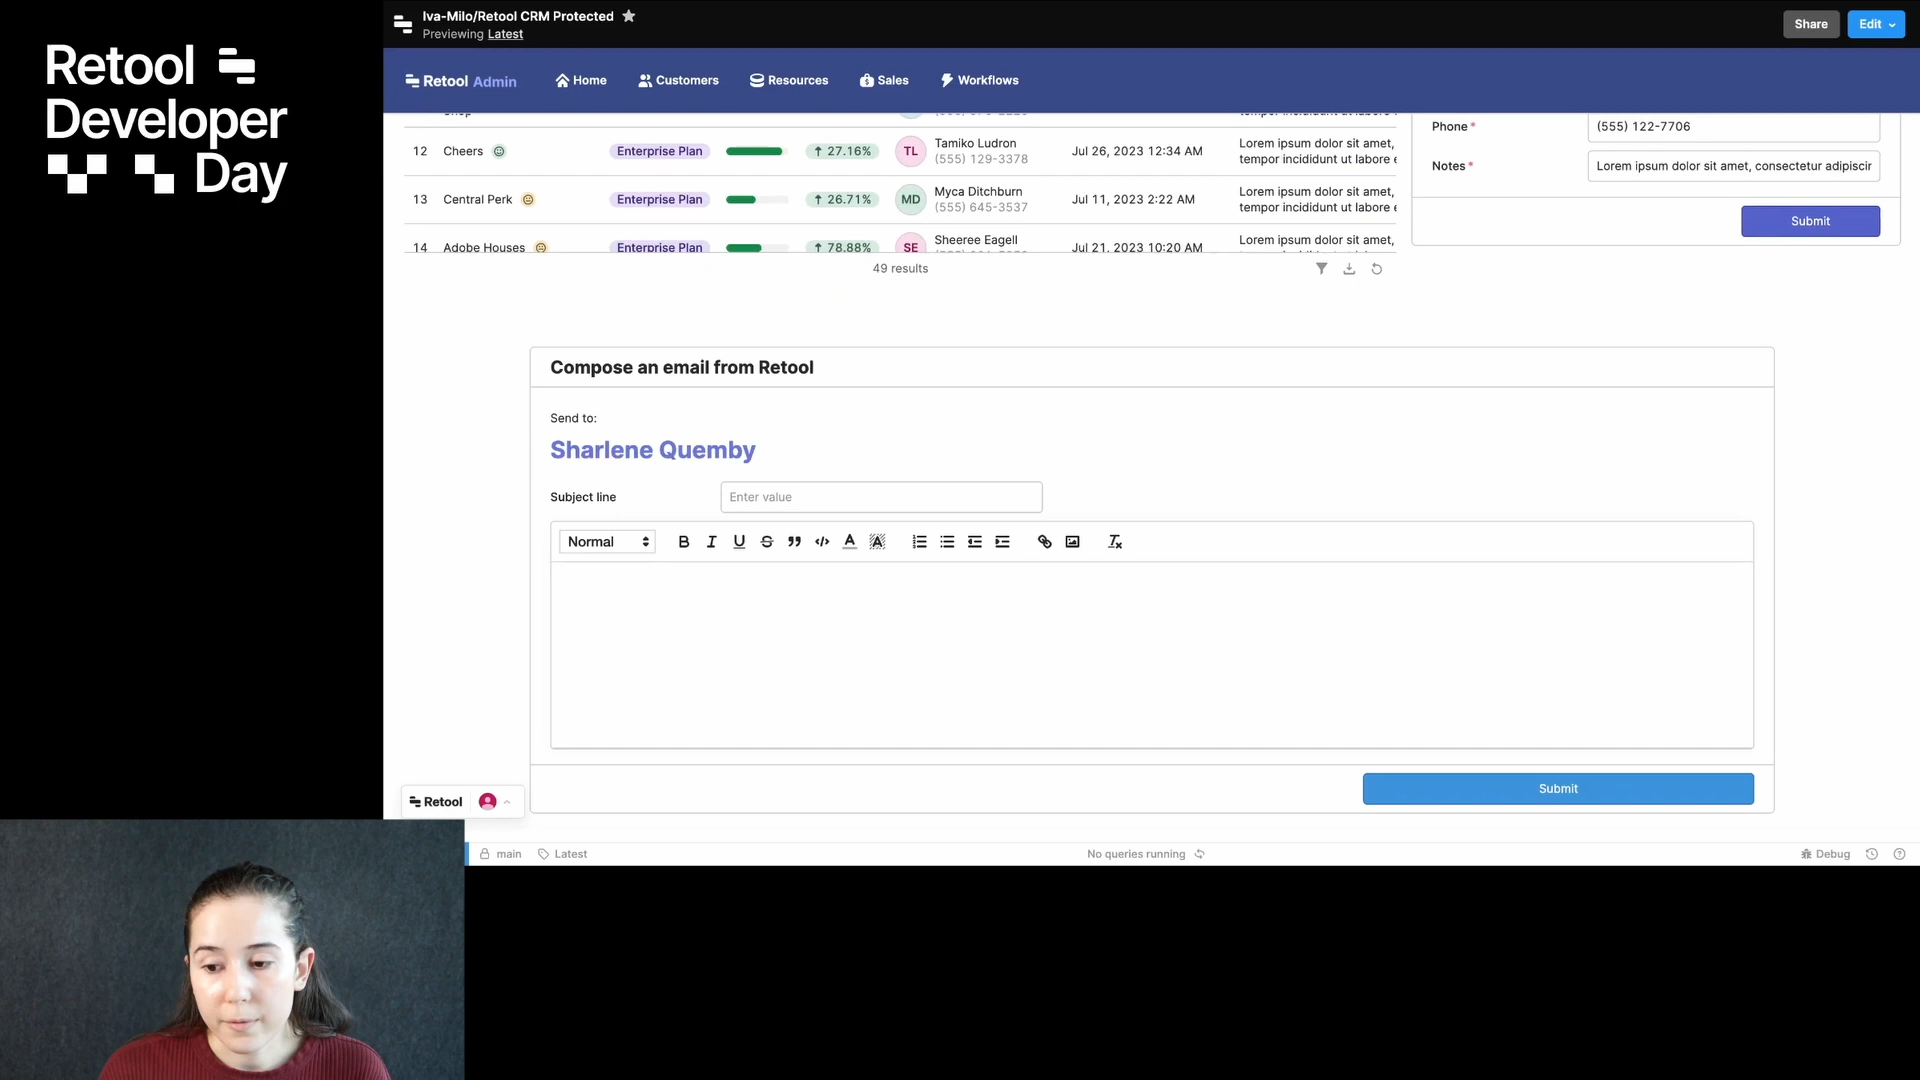 Retool
Developer
Day
Iva-Milo/Retool CRM Protected
Previewing Latest
Share
Edit
Retool Admin
Home
Customers
Resources
Sales
Workflows
12 Cheers Enterprise Plan ↑ 27.16% TL Tamiko Ludron Jul 26, 2023 12:34 AM Lorem ipsum dolor sit amet,
(555) 129-3378 tempor incididunt ut labore e
13 Central Perk Enterprise Plan ↑ 26.71% MD Myca Ditchburn Jul 11, 2023 2:22 AM Lorem ipsum dolor sit amet,
(555) 645-3537 tempor incididunt ut labore e
14 Adobe Houses Enterprise Plan ↑ 78.88% SE Sheeree Eagell Jul 21, 2023 10:20 AM Lorem ipsum dolor sit amet,
49 results
Phone* (555) 122-7706
Notes* Lorem ipsum dolor sit amet, consectetur adipiscir
Submit
Compose an email from Retool
Send to:
Sharlene Quemby
Subject line Enter value
Normal
Submit
Retool
main
Latest
No queries running
Debug